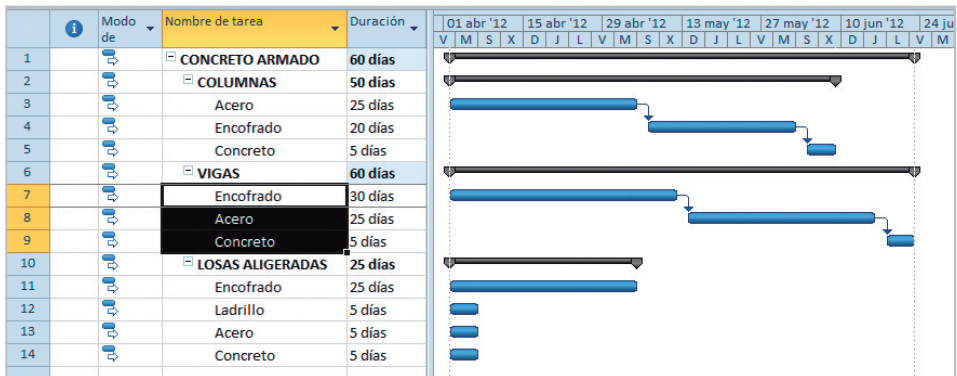 Modo de Nombre de tarea Duración 01 abr '12 15 abr '12 29 abr '12 13 may '12 27 may '12 10 jun '12 24 ju
V M S X D J L V M S X D J L V M S X D J L V M
1 CONCRETO ARMADO 60 días
2 COLUMNAS 50 días
3 Acero 25 días
4 Encofrado 20 días
5 Concreto 5 días
6 VIGAS 60 días
7 Encofrado 30 días
8 Acero 25 días
9 Concreto 5 días
10 LOSAS ALIGERADAS 25 días
11 Encofrado 25 días
12 Ladrillo 5 días
13 Acero 5 días
14 Concreto 5 días